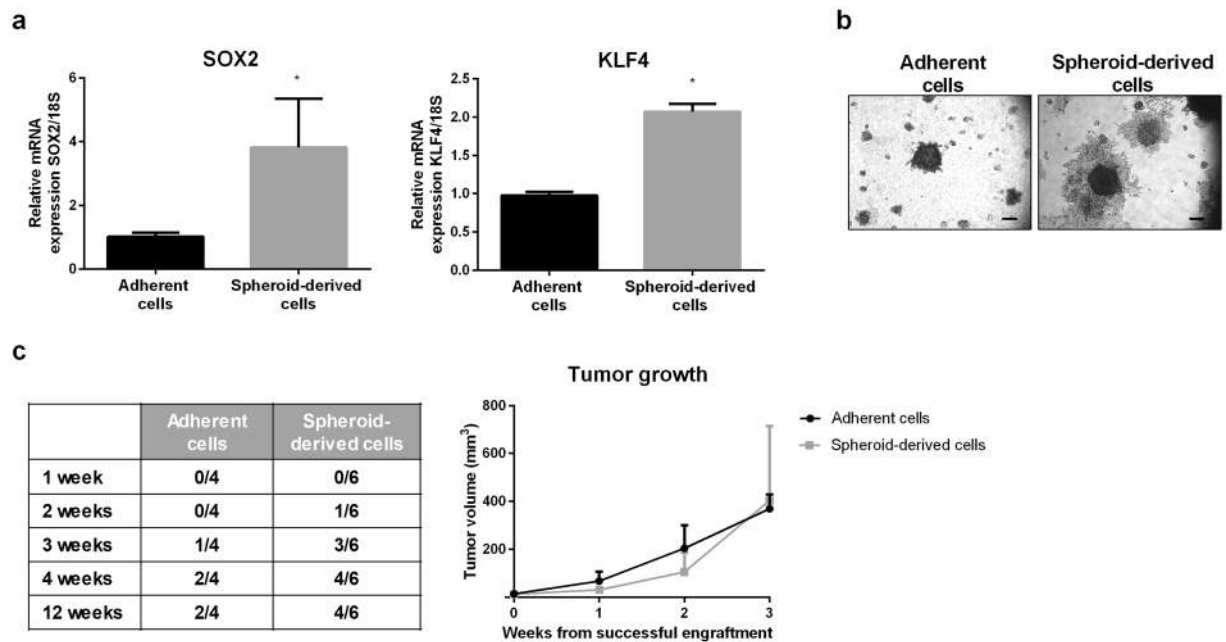 a
SOX2
Relative mRNA
expression SOX2/18S
6
4
2
0
*
Adherent
cells
Spheroid-derived
cells
KLF4
Relative mRNA
expression KLF4/18S
2.5
2.0
1.5
1.0
0.5
0.0
*
Adherent
cells
Spheroid-derived
cells
b
Adherent
cells
Spheroid-derived
cells
c
Adherent
cells
Spheroid-
derived cells
1 week 0/4 0/6
2 weeks 0/4 1/6
3 weeks 1/4 3/6
4 weeks 2/4 4/6
12 weeks 2/4 4/6
Tumor growth
Tumor volume (mm³)
800
600
400
200
0 1 2 3
Weeks from successful engraftment
Adherent cells
Spheroid-derived cells